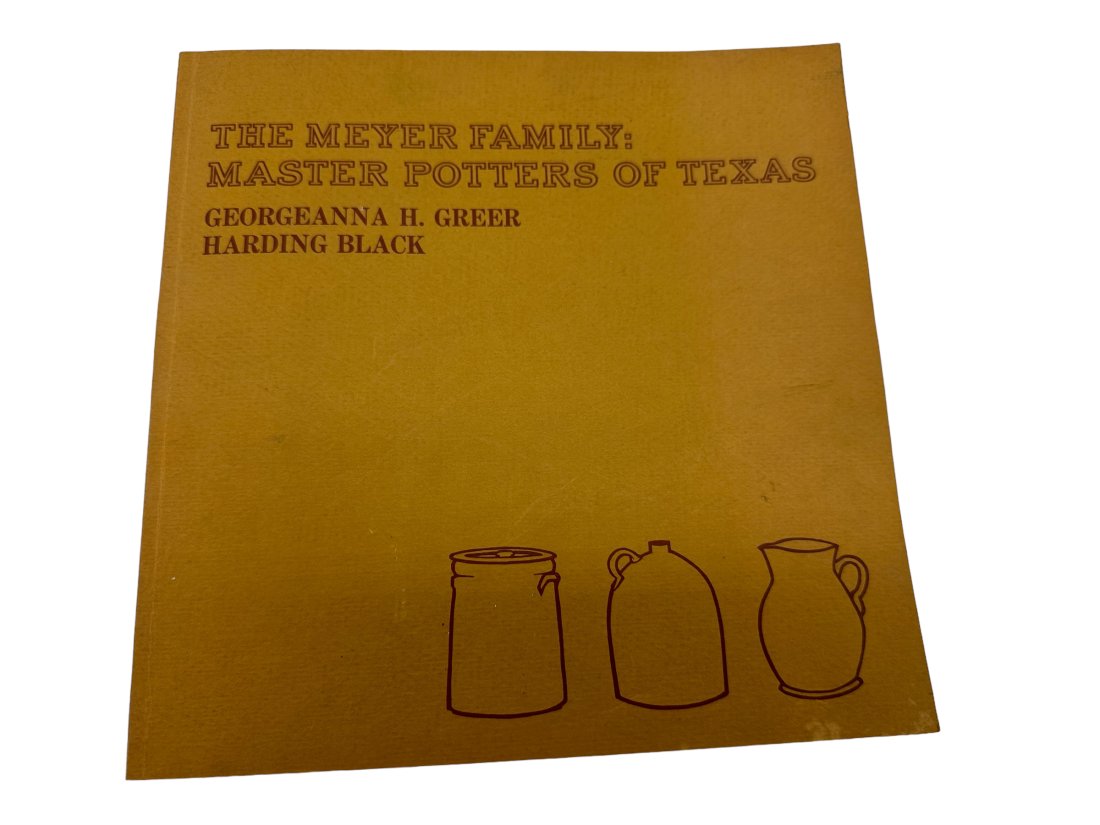 THE MEYER FAMILY:
MASTER POTTERS OF TEXAS
GEORGEANNA H. GREER
HARDING BLACK